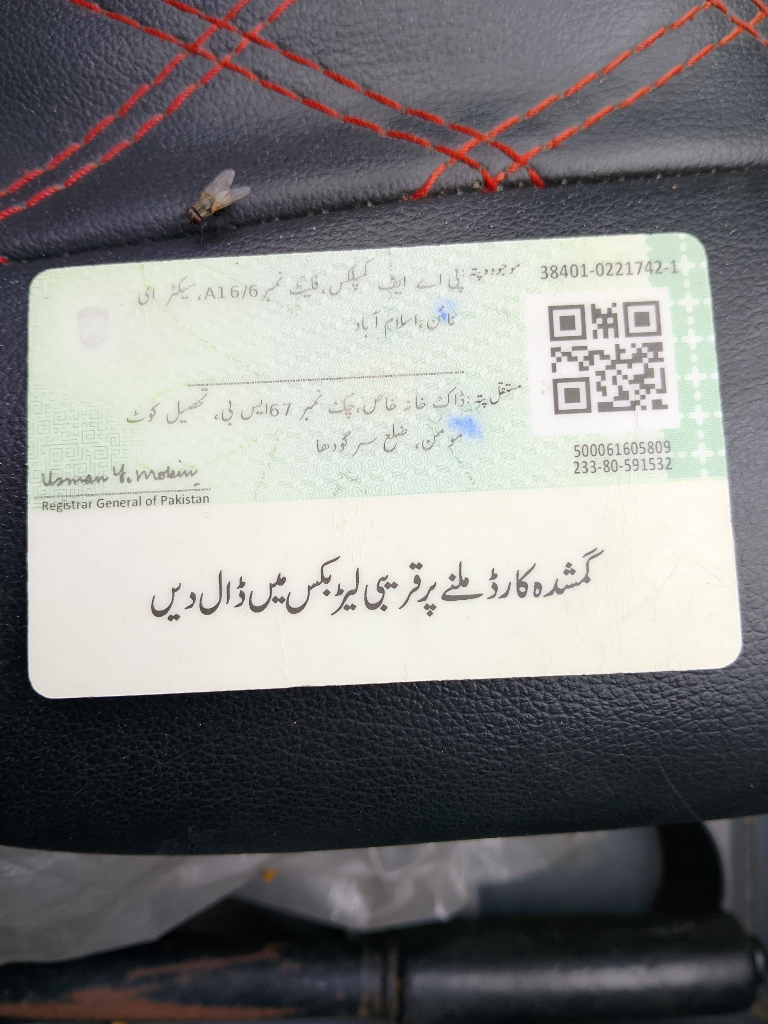 موجودہ پتہ: پی اے ایف کمپلکس، فلیٹ نمبر A16/6، سیکٹر ای
نائن، اسلام آباد
38401-0221742-1
مستقل پتہ: ڈاک خانہ خاص، چک نمبر 67ایس بی، تحصیل کوٹ
مومن، ضلع سرگودھا
500061605809
233-80-591532
Usman Y. Mobin
Registrar General of Pakistan
گمشدہ کارڈ ملنے پر قریبی لیٹر بکس میں ڈال دیں